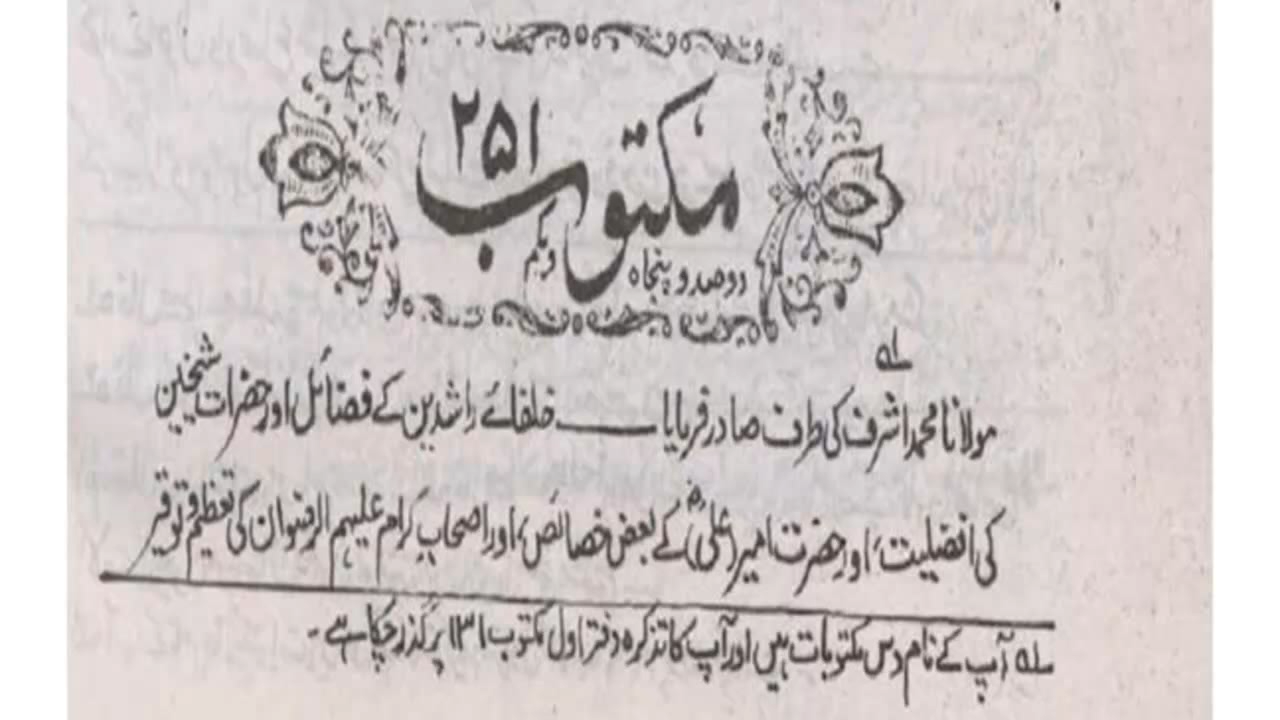 مکتوب ۲۵۱
دوصد و پنجاہ و یکم
مولانا محمد اشرف کی طرف صادر فرمایا ــــــ خلفائے راشدین کے فضائل اور حضرات شیخین
کی افضلیت، اور حضرت امیر (علیؓ) کے بعض خصائص، اور اصحاب کرام علیہم الرضوان کی تعظیم و توقیر
لہ آپ کے نام دس مکتوبات ہیں اور آپ کا تذکرہ دفتر اول مکتوب ۱۳۱ پر گذر چکا ہے۔